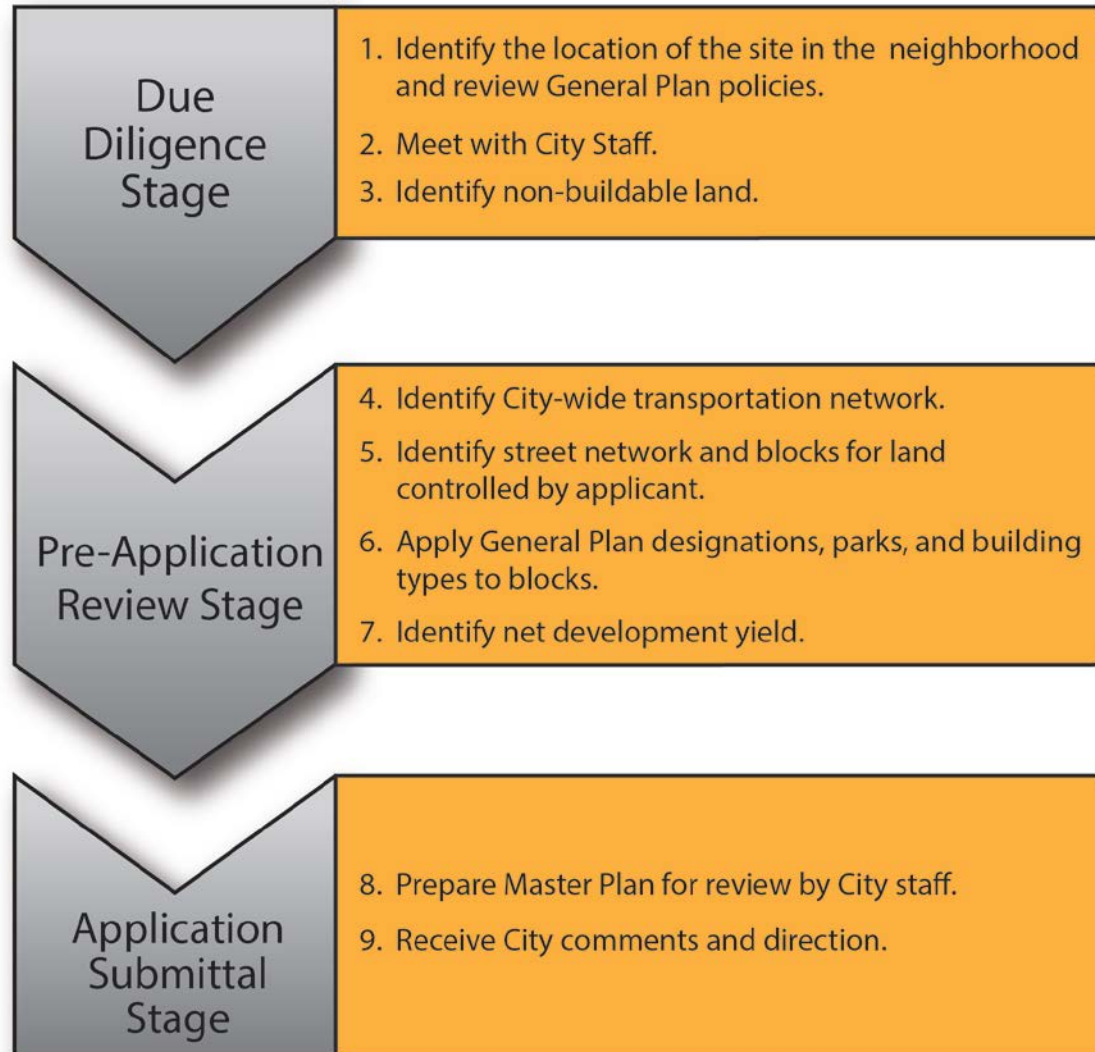 Due
Diligence
Stage
1. Identify the location of the site in the neighborhood
and review General Plan policies.
2. Meet with City Staff.
3. Identify non-buildable land.
Pre-Application
Review Stage
4. Identify City-wide transportation network.
5. Identify street network and blocks for land
controlled by applicant.
6. Apply General Plan designations, parks, and building
types to blocks.
7. Identify net development yield.
Application
Submittal
Stage
8. Prepare Master Plan for review by City staff.
9. Receive City comments and direction.